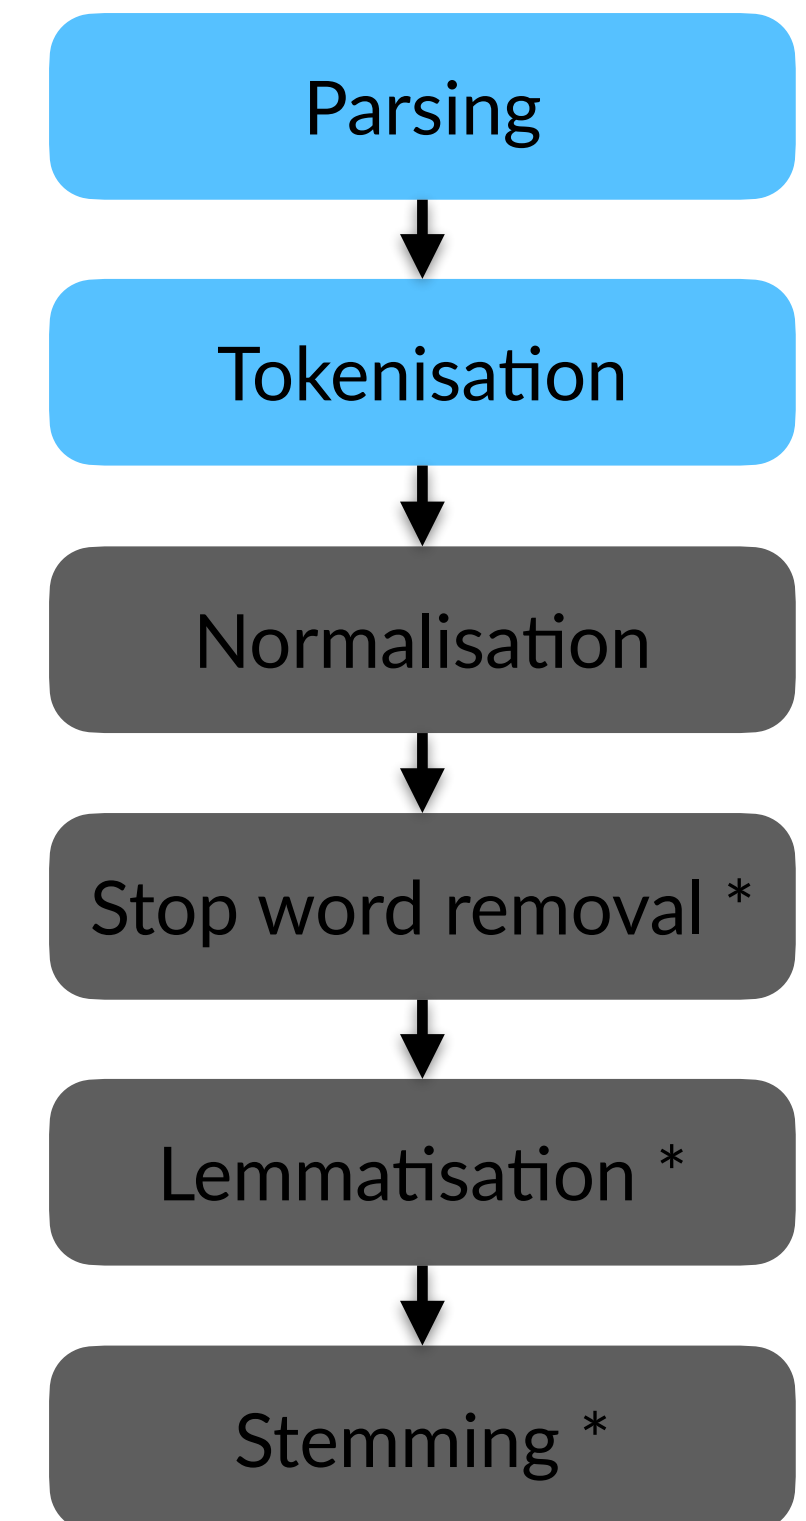 Parsing
Tokenisation
Normalisation
Stop word removal *
Lemmatisation *
Stemming *